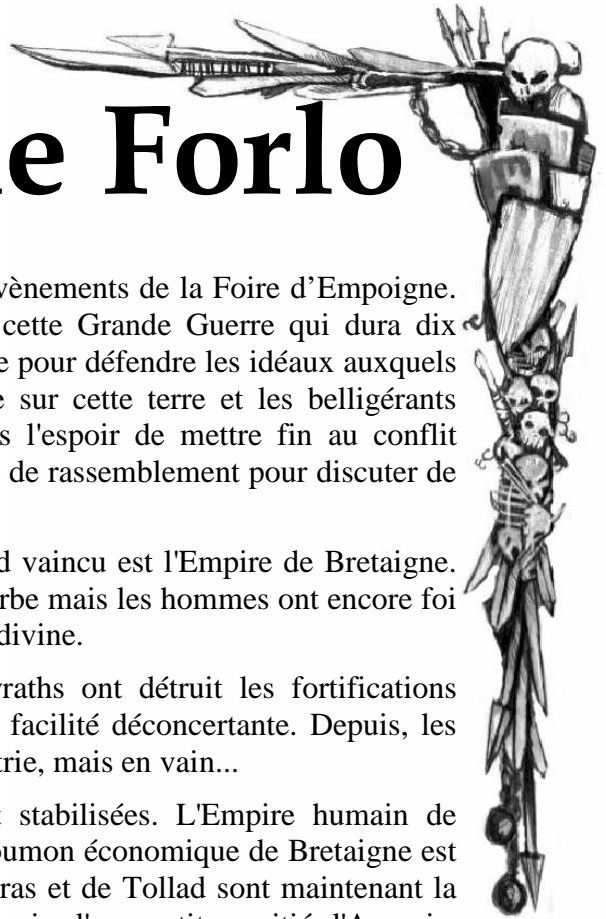 e Forlo
vènements de la Foire d’Empoigne.
cette Grande Guerre qui dura dix
e pour défendre les idéaux auxquels
e sur cette terre et les belligérants
s l'espoir de mettre fin au conflit
de rassemblement pour discuter de
d vaincu est l'Empire de Bretaigne.
rbe mais les hommes ont encore foi
divine.
raths ont détruit les fortifications
facilité déconcertante. Depuis, les
trie, mais en vain...
t stabilisées. L'Empire humain de
oumon économique de Bretaigne est
ras et de Tollad sont maintenant la